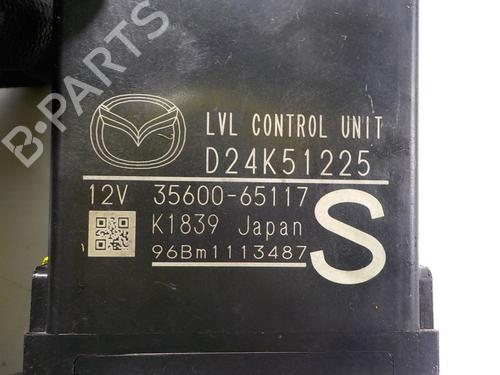 LVL CONTROL UNIT
D24K51225
12V 35600-65117
K1839 Japan
96Bm1113487
S
B-PARTS